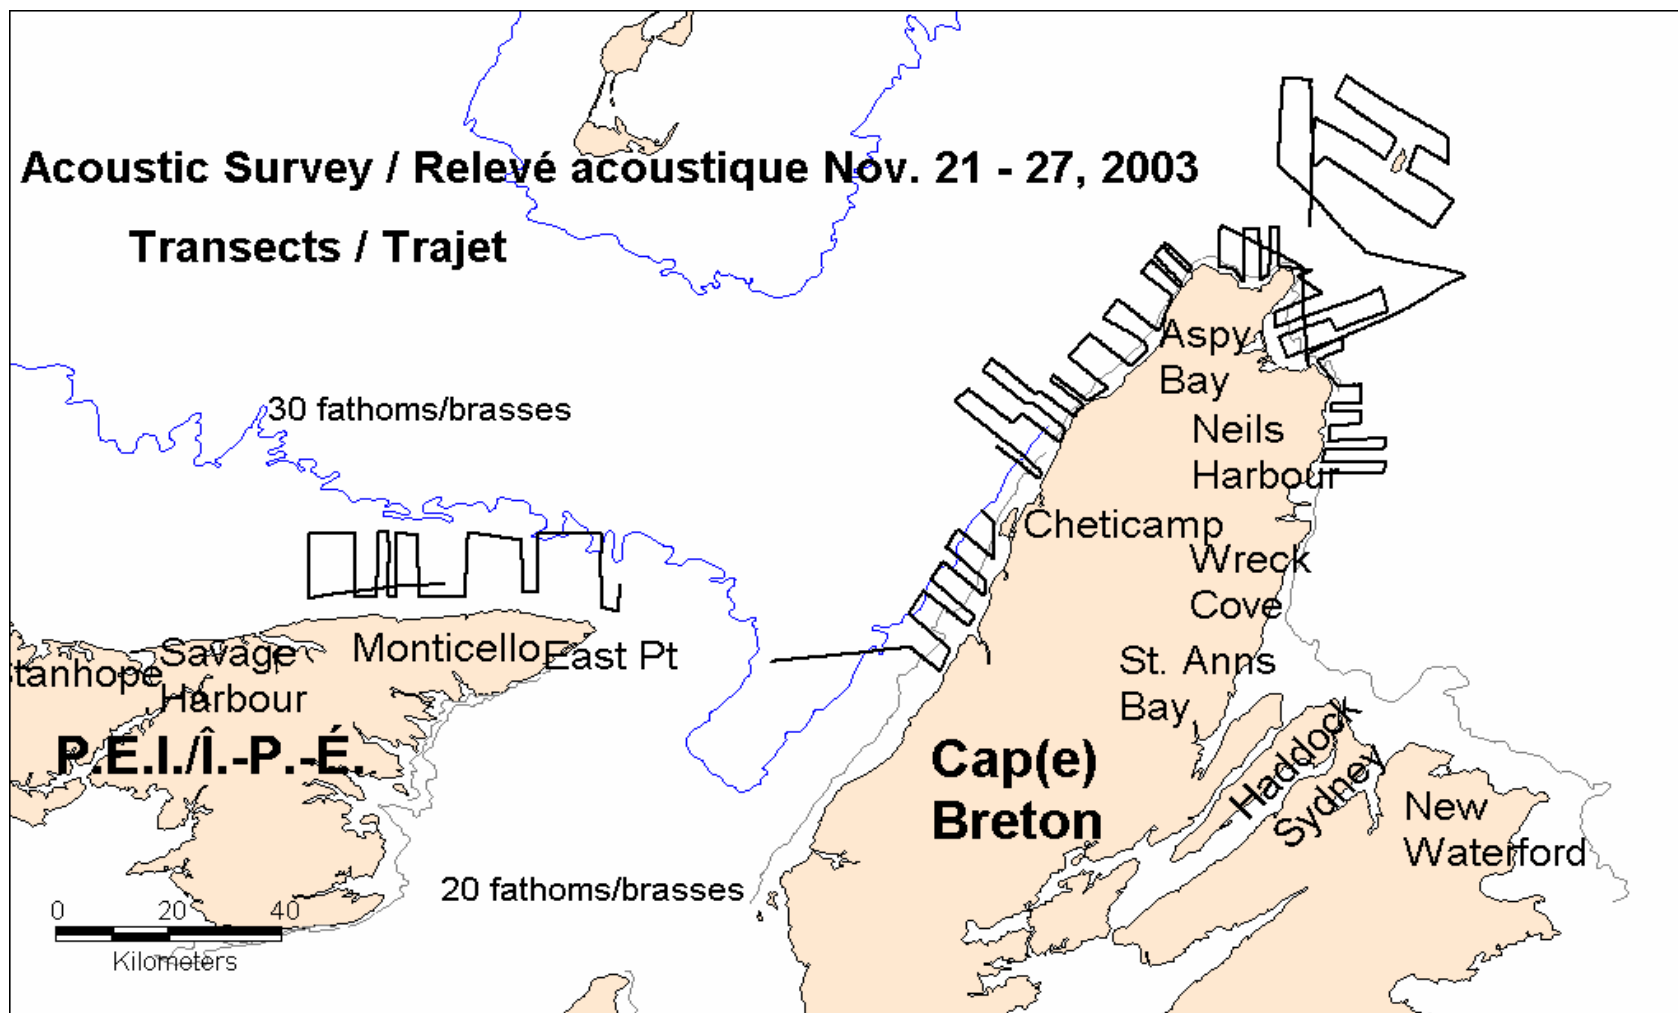 Acoustic Survey / Relevé acoustique Nov. 21 - 27, 2003
Transects / Trajet
Aspy
Bay
30 fathoms/brasses
Neils
Harbour
Cheticamp
Wreck
Cove
Savage
Harbour
Monticello
East Pt
tanhope
St. Anns
Bay
P.E.I./Î.-P.-É.
Cap(e)
Breton
Haddock
Sydney
New
Waterford
20 fathoms/brasses
0 20 40
Kilometers